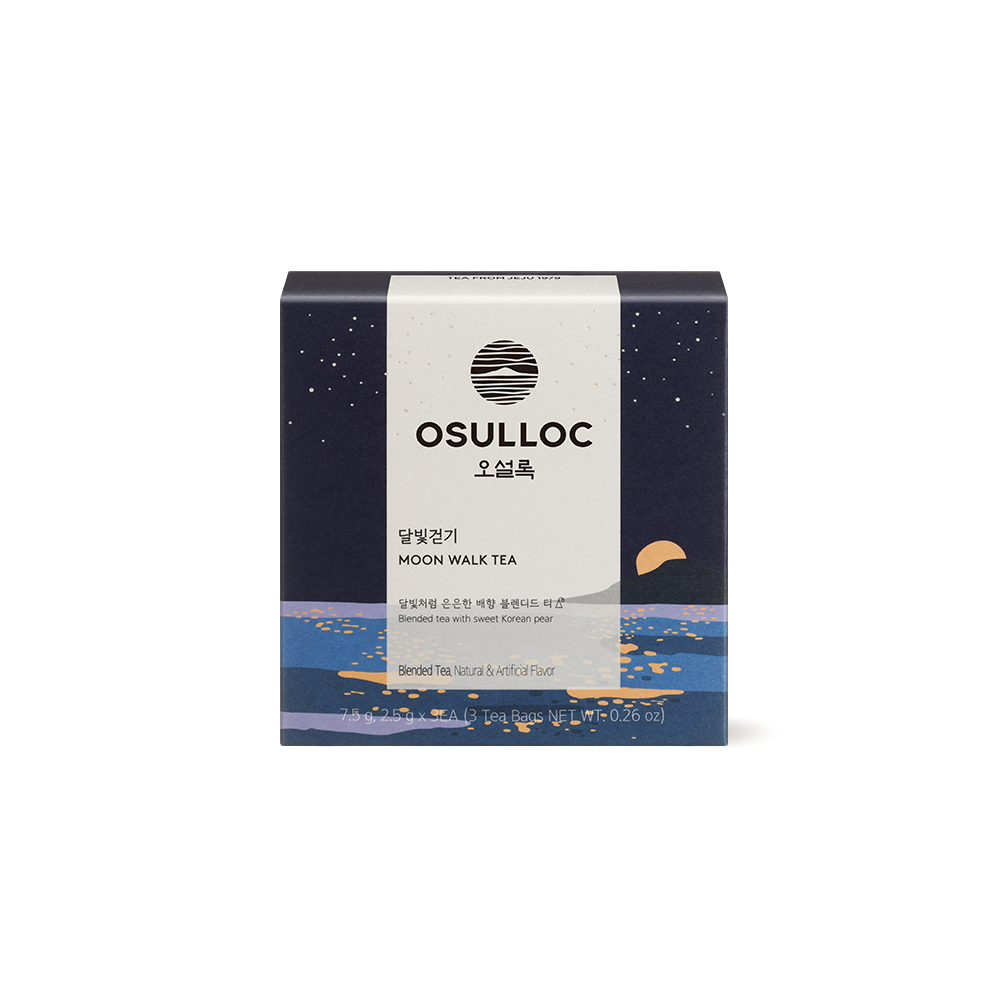 TEA FROM JEJU 1979
OSULLOC
오설록
달빛걷기
MOON WALK TEA
달빛처럼 은은한 배향 블렌디드 티
Blended tea with sweet Korean pear
Blended Tea, Natural & Artificial Flavor
7.5 g, 2.5 g x 3EA (3 Tea Bags NET WT. 0.26 oz)